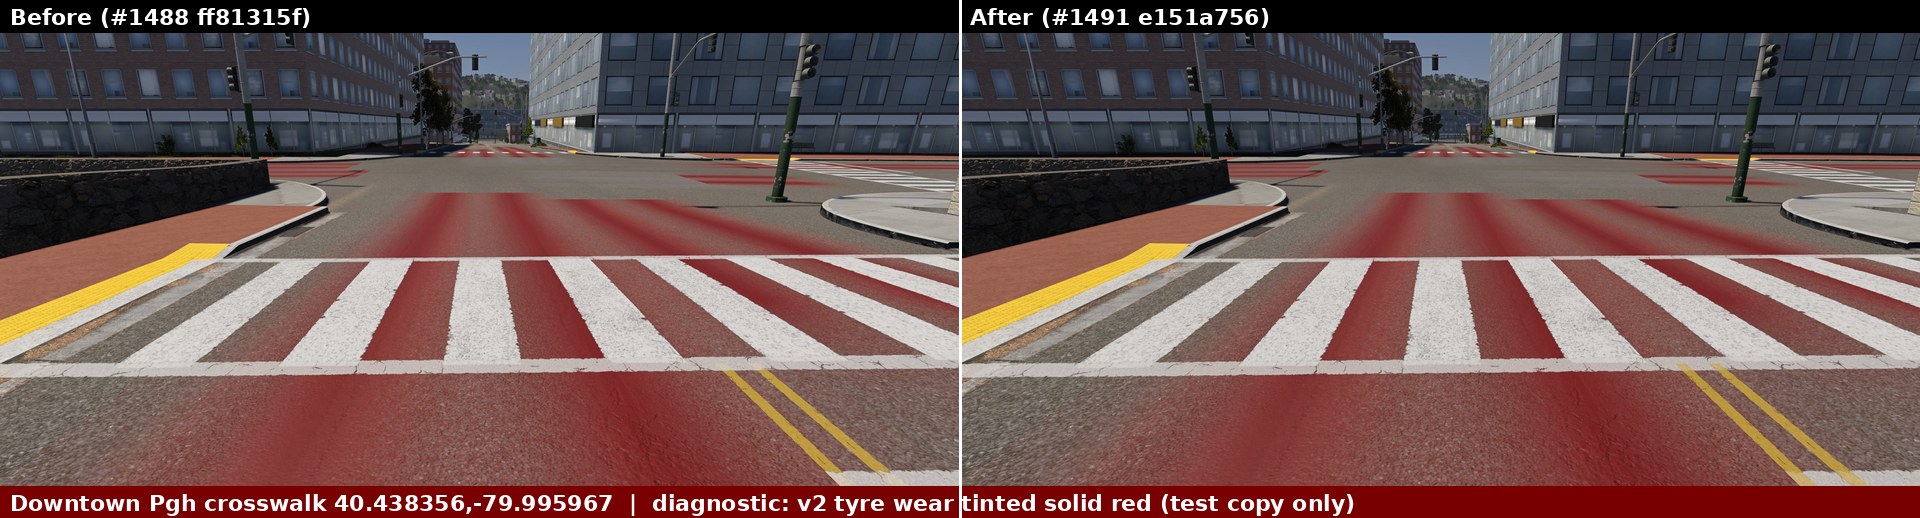 Before (#1488 ff81315f)
After (#1491 e151a756)
Downtown Pgh crosswalk 40.438356,-79.995967 | diagnostic: v2 tyre wear tinted solid red (test copy only)